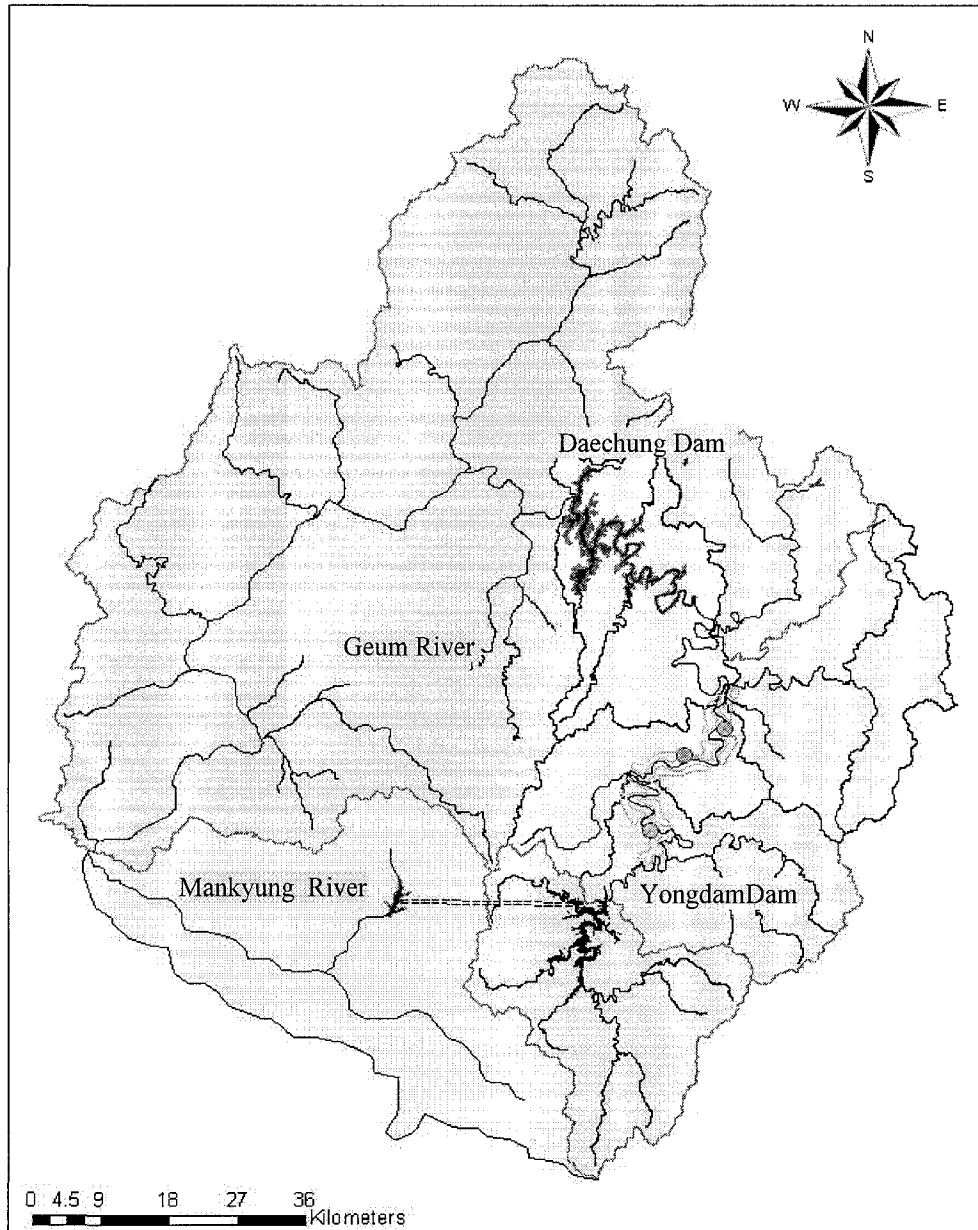 N
W E
S
Daechung Dam
Geum River
Mankyung River
YongdamDam
0 4.5 9 18 27 36
Kilometers